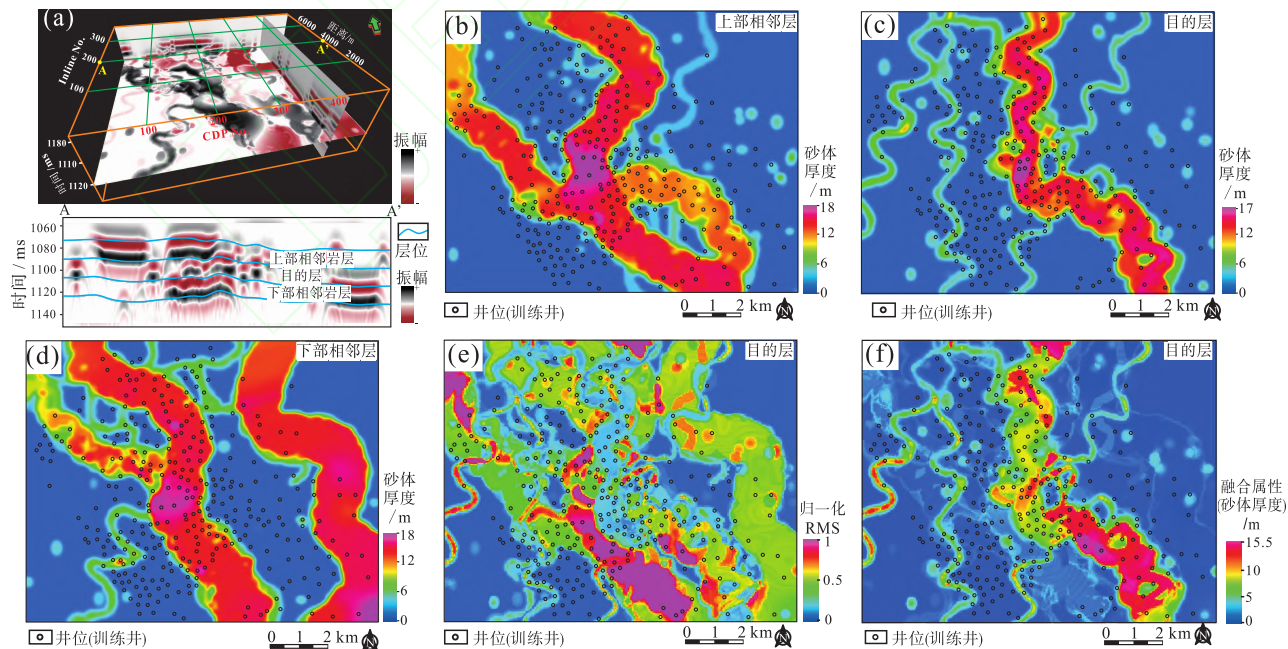 (a)
300
200
100
Inline No.
A
A'
6000
4000
2000
距离/m
100
200
300
400
CDP No.
1180
1110
1120
时间/ms
振幅
+
-
A
A'
1060
1080
1100
1120
1140
时间 / ms
上部相邻岩层
目的层
下部相邻岩层
层位
振幅
+
-
(b)
上部相邻层
砂体
厚度
/m
18
12
6
0
井位(训练井)
0 1 2 km
N
(c)
目的层
砂体
厚度
/m
17
12
6
0
井位(训练井)
0 1 2 km
N
(d)
下部相邻层
砂体
厚度
/m
18
12
6
0
井位(训练井)
0 1 2 km
N
(e)
目的层
归一化
RMS
1
0.5
0
井位(训练井)
0 1 2 km
N
(f)
目的层
融合属性
(砂体厚度)
/m
15.5
10
5
0
井位(训练井)
0 1 2 km
N